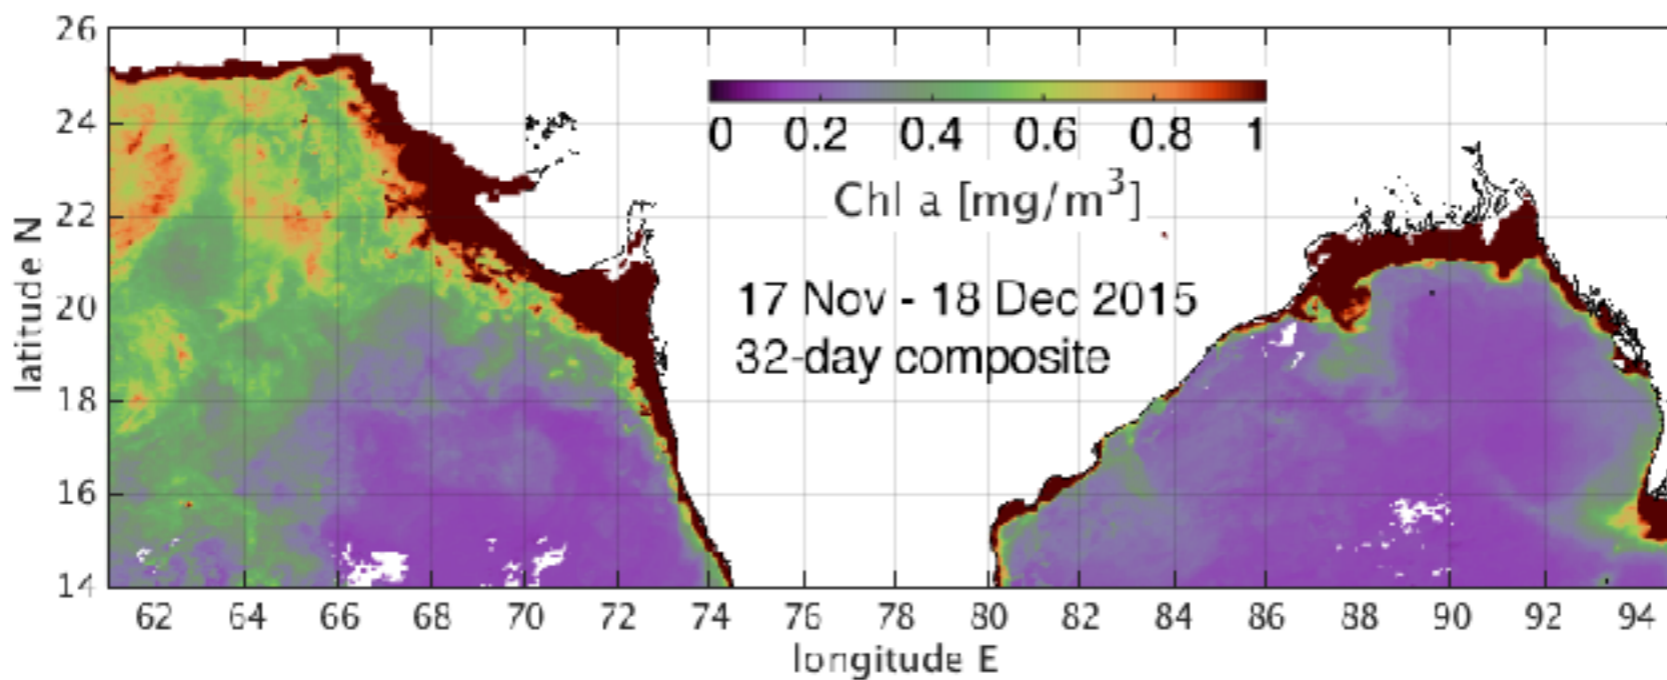 26
24
22
20
18
16
14
latitude N
0 0.2 0.4 0.6 0.8 1
Chl a [mg/m³]
17 Nov - 18 Dec 2015
32-day composite
62 64 66 68 70 72 74 76 78 80 82 84 86 88 90 92 94
longitude E